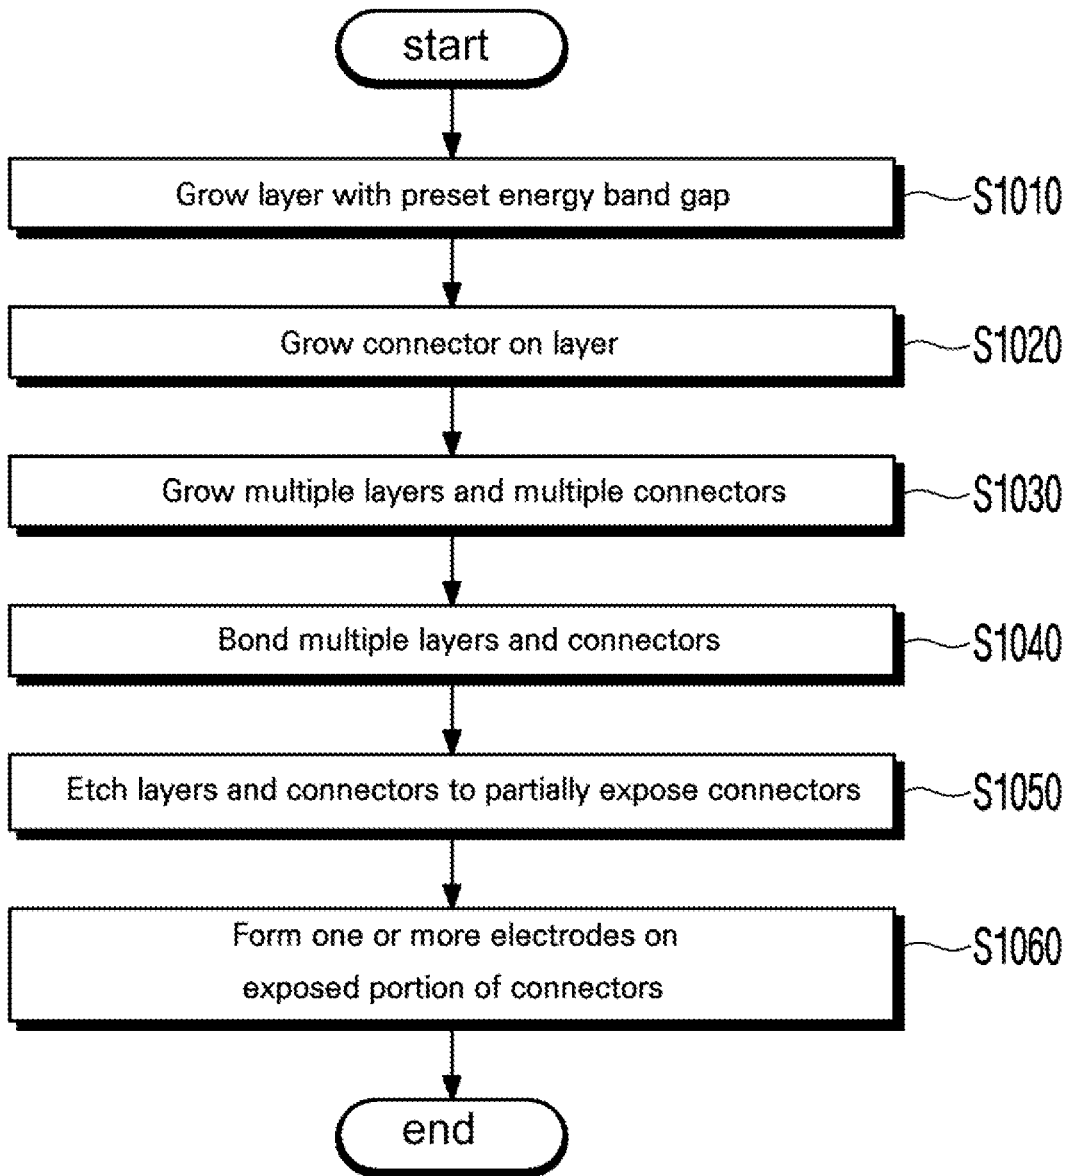 start
Grow layer with preset energy band gap
S1010
Grow connector on layer
S1020
Grow multiple layers and multiple connectors
S1030
Bond multiple layers and connectors
S1040
Etch layers and connectors to partially expose connectors
S1050
Form one or more electrodes on
exposed portion of connectors
S1060
end